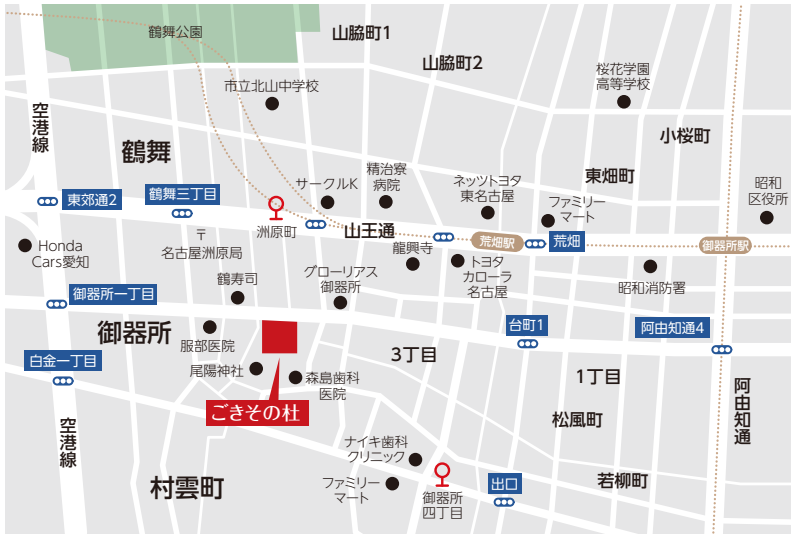 鶴舞公園
山脇町1
山脇町2
市立北山中学校
桜花学園
高等学校
空港線
鶴舞
小桜町
東畑町
精治寮
病院
サークルK
ネッツトヨタ
東名古屋
昭和
区役所
東郊通2
鶴舞三丁目
ファミリー
マート
洲原町
山王通
荒畑駅
荒畑
御器所駅
〒
名古屋洲原局
Honda
Cars愛知
龍興寺
トヨタ
カローラ
名古屋
グローリアス
御器所
鶴寿司
昭和消防署
御器所一丁目
御器所
台町1
阿由知通4
服部医院
白金一丁目
3丁目
尾陽神社
森島歯科
医院
1丁目
阿由知通
ごきその杜
松風町
空港線
ナイキ歯科
クリニック
村雲町
ファミリー
マート
御器所
四丁目
出口
若柳町